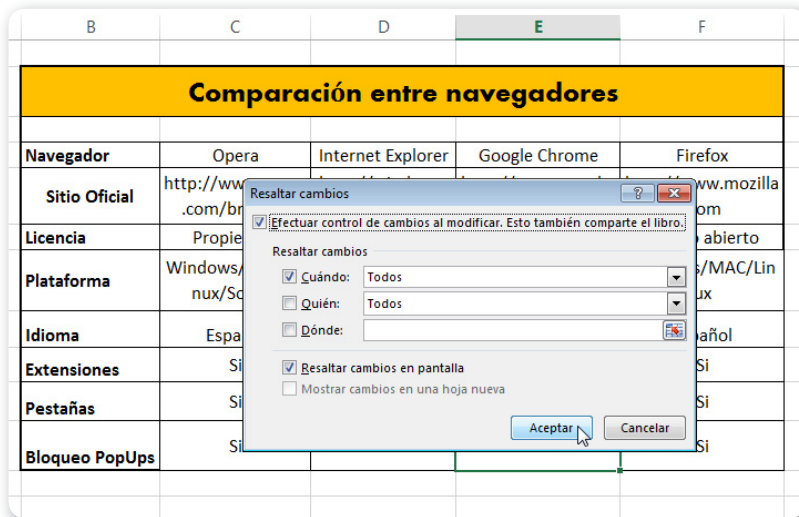 B C D E F
Comparación entre navegadores
Navegador Opera Internet Explorer Google Chrome Firefox
Sitio Oficial http://ww ww.mozilla
.com/br om
Resaltar cambios
Efectuar control de cambios al modificar. Esto también comparte el libro.
Licencia Propie abierto
Resaltar cambios
Plataforma Windows/ s/MAC/Lin
nux/So ux
Cuándo: Todos
Quién: Todos
Dónde:
Idioma Espa añol
Extensiones Si Si
Resaltar cambios en pantalla
Mostrar cambios en una hoja nueva
Pestañas Si Si
Aceptar Cancelar
Bloqueo PopUps Si Si